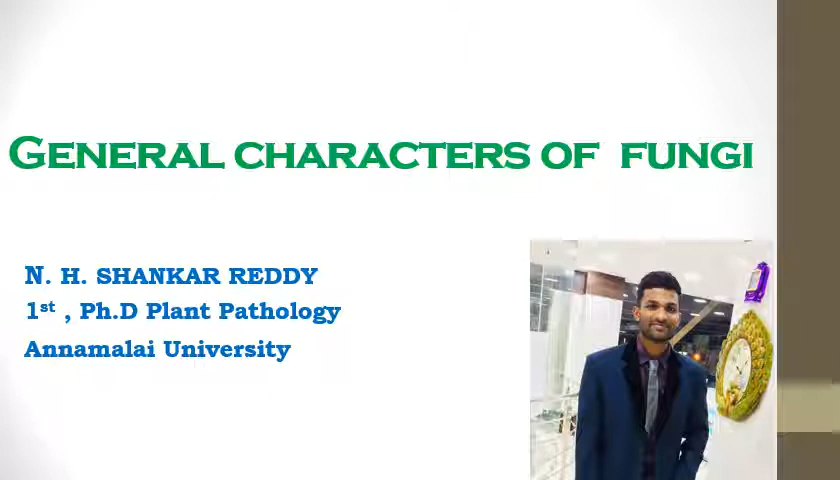 GENERAL CHARACTERS OF FUNGI
N. H. SHANKAR REDDY
1st , Ph.D Plant Pathology
Annamalai University